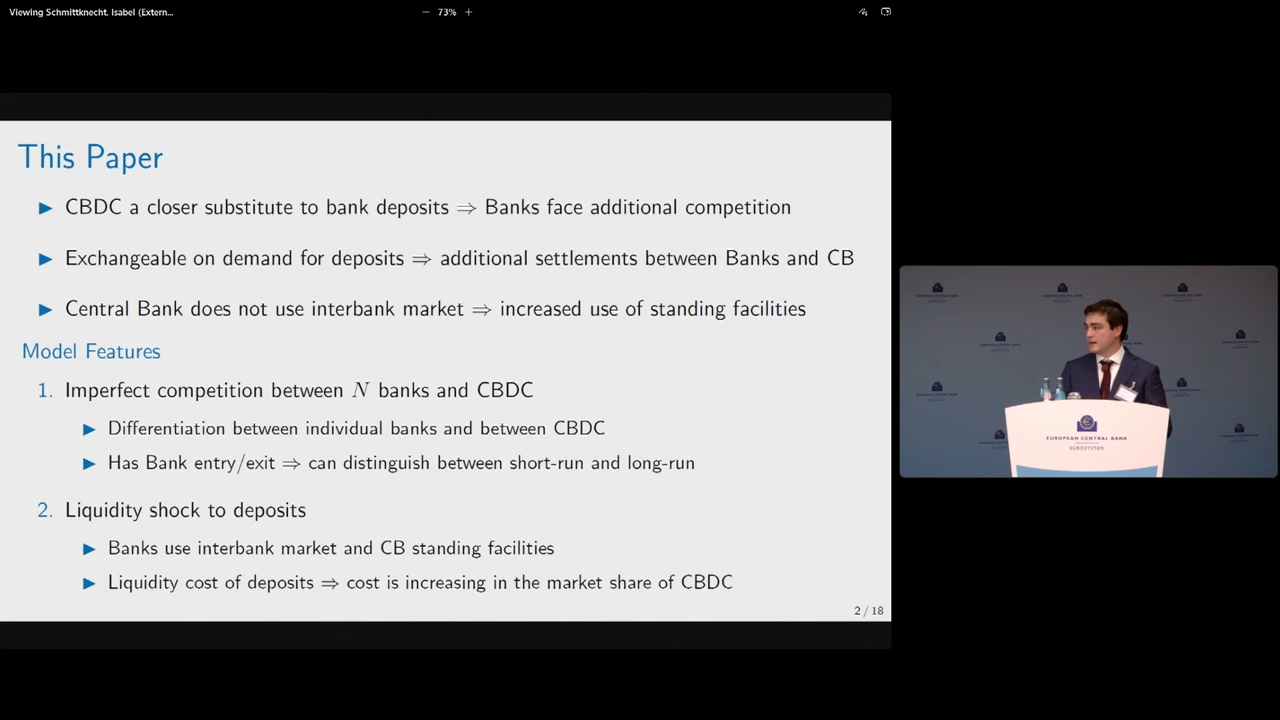 Viewing Schmittknecht, Isabel (Extern...
− 73% +
This Paper
▶ CBDC a closer substitute to bank deposits ⇒ Banks face additional competition
▶ Exchangeable on demand for deposits ⇒ additional settlements between Banks and CB
▶ Central Bank does not use interbank market ⇒ increased use of standing facilities
Model Features
1. Imperfect competition between N banks and CBDC
▶ Differentiation between individual banks and between CBDC
▶ Has Bank entry/exit ⇒ can distinguish between short-run and long-run
2. Liquidity shock to deposits
▶ Banks use interbank market and CB standing facilities
▶ Liquidity cost of deposits ⇒ cost is increasing in the market share of CBDC
2 / 18
EUROPEAN CENTRAL BANK
EUROSYSTEM